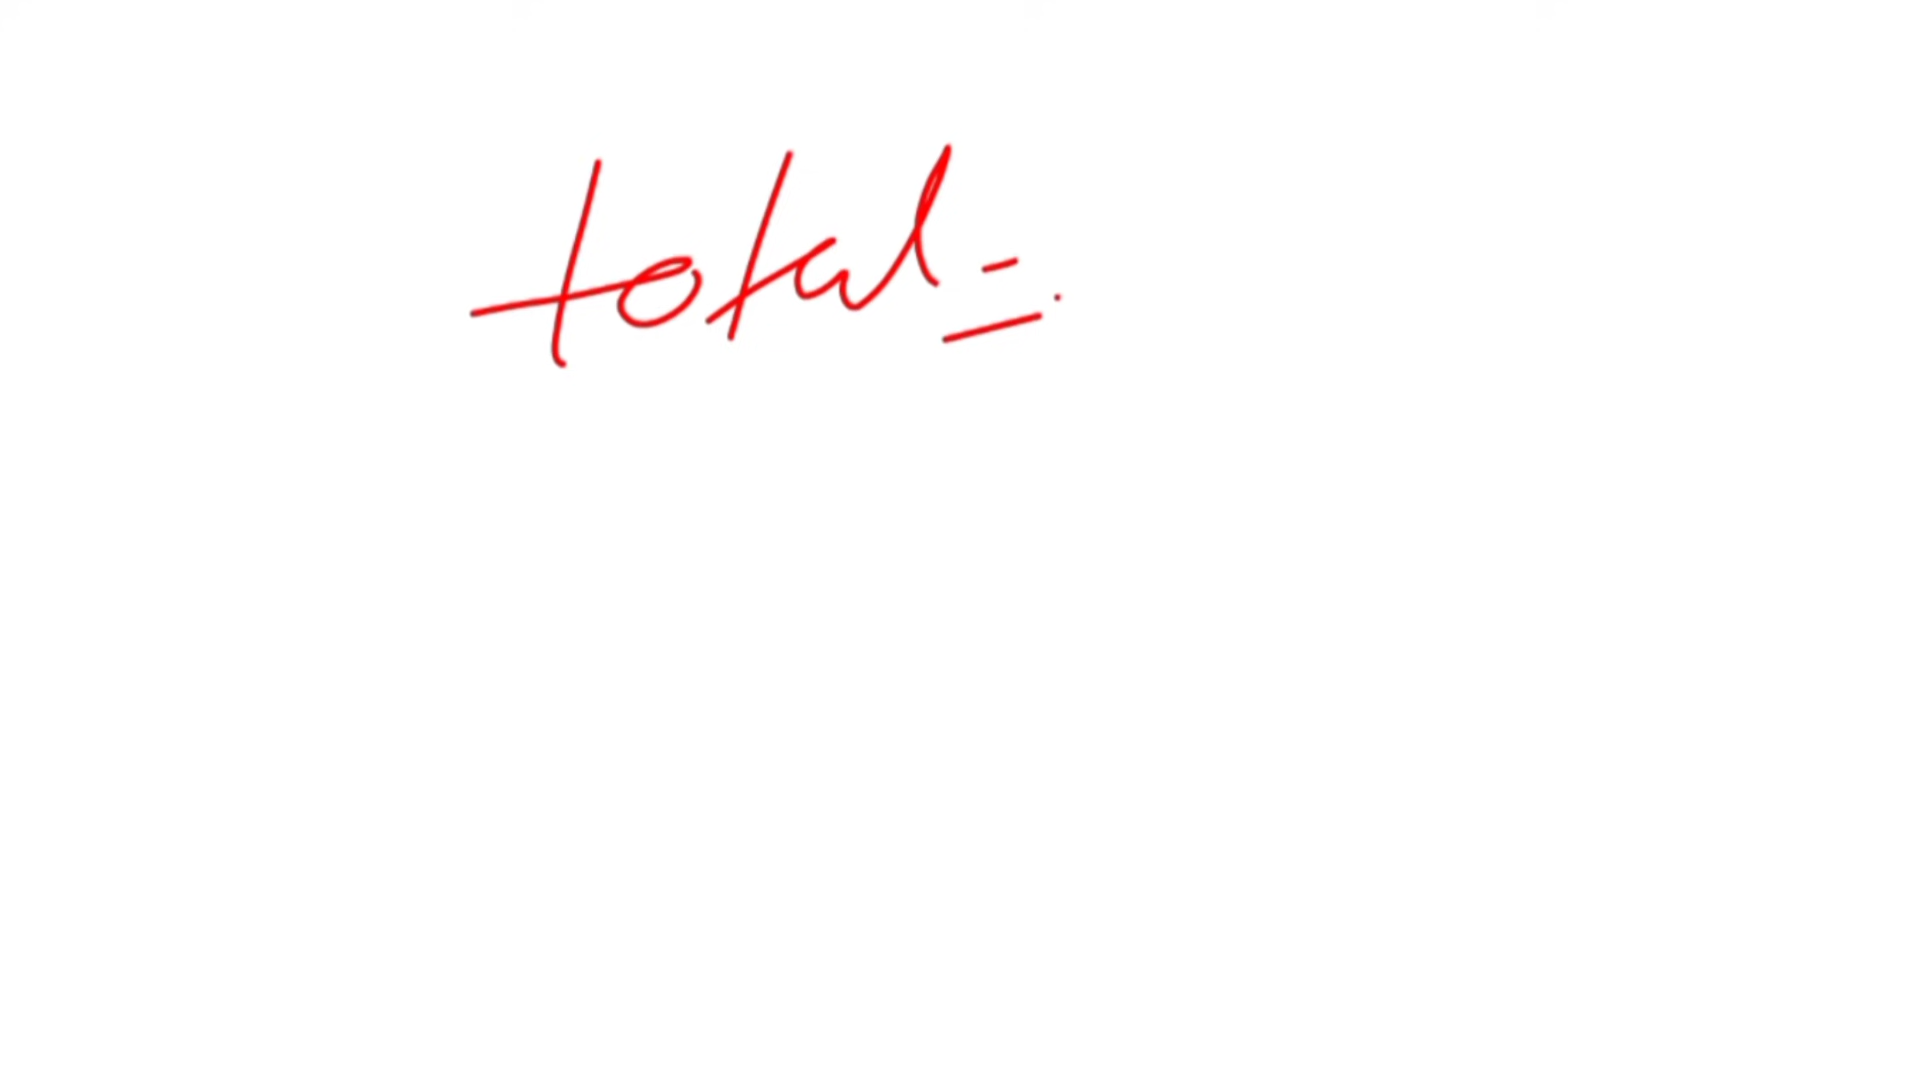 total =